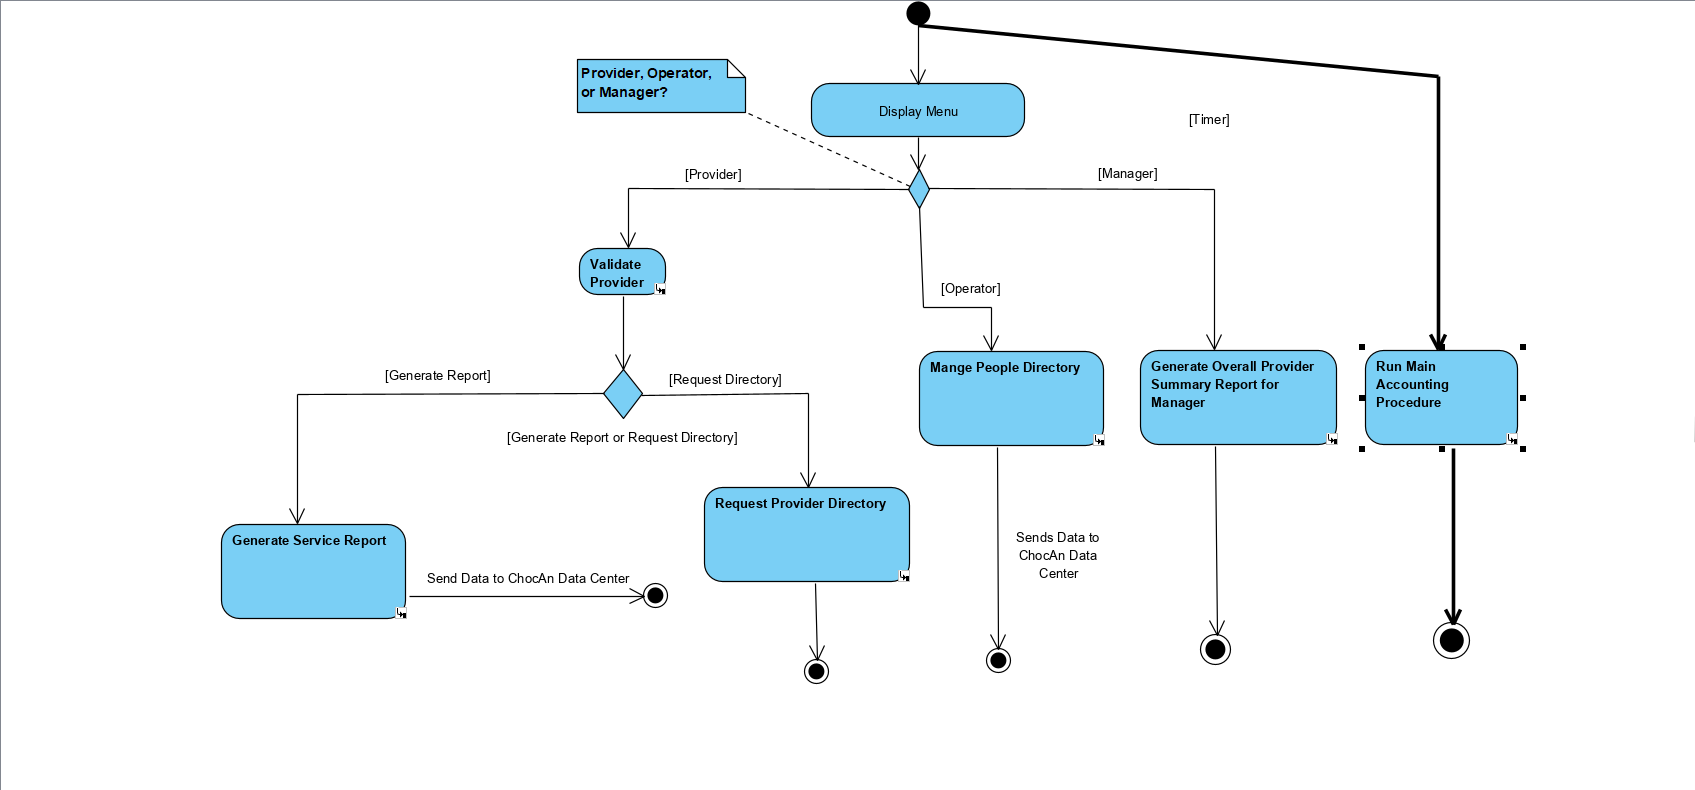 Provider, Operator,
or Manager?
Display Menu
[Timer]
[Provider]
[Manager]
Validate
Provider
[Operator]
[Generate Report]
[Request Directory]
[Generate Report or Request Directory]
Mange People Directory
Generate Overall Provider
Summary Report for
Manager
Run Main
Accounting
Procedure
Request Provider Directory
Generate Service Report
Send Data to ChocAn Data Center
Sends Data to
ChocAn Data
Center